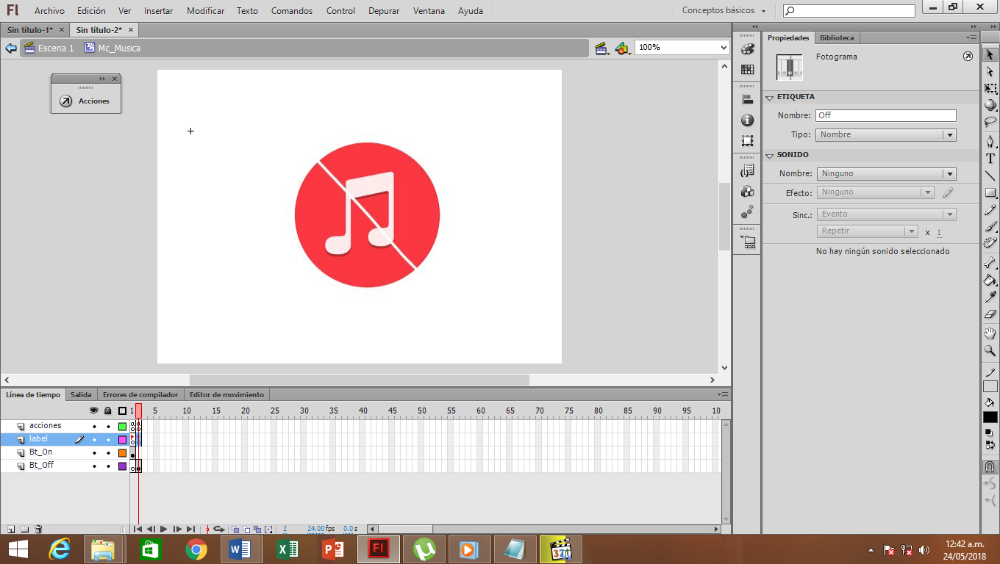 Fl Archivo Edición Ver Insertar Modificar Texto Comandos Control Depurar Ventana Ayuda Conceptos básicos
Sin título-1* × Sin título-2* ×
Escena 1 Mc_Musica 100%
Acciones
Propiedades Biblioteca
Fotograma
ETIQUETA
Nombre: Off
Tipo: Nombre
SONIDO
Nombre: Ninguno
Efecto: Ninguno
Sinc.: Evento
Repetir x 1
No hay ningún sonido seleccionado
T
Línea de tiempo Salida Errores de compilador Editor de movimiento
1 5 10 15 20 25 30 35 40 45 50 55 60 65 70 75 80 85 90 95 10
acciones
label
Bt_On
Bt_Off
2 24.00 fps 0.0 s
Fl 321
12:42 a.m.
24/05/2018